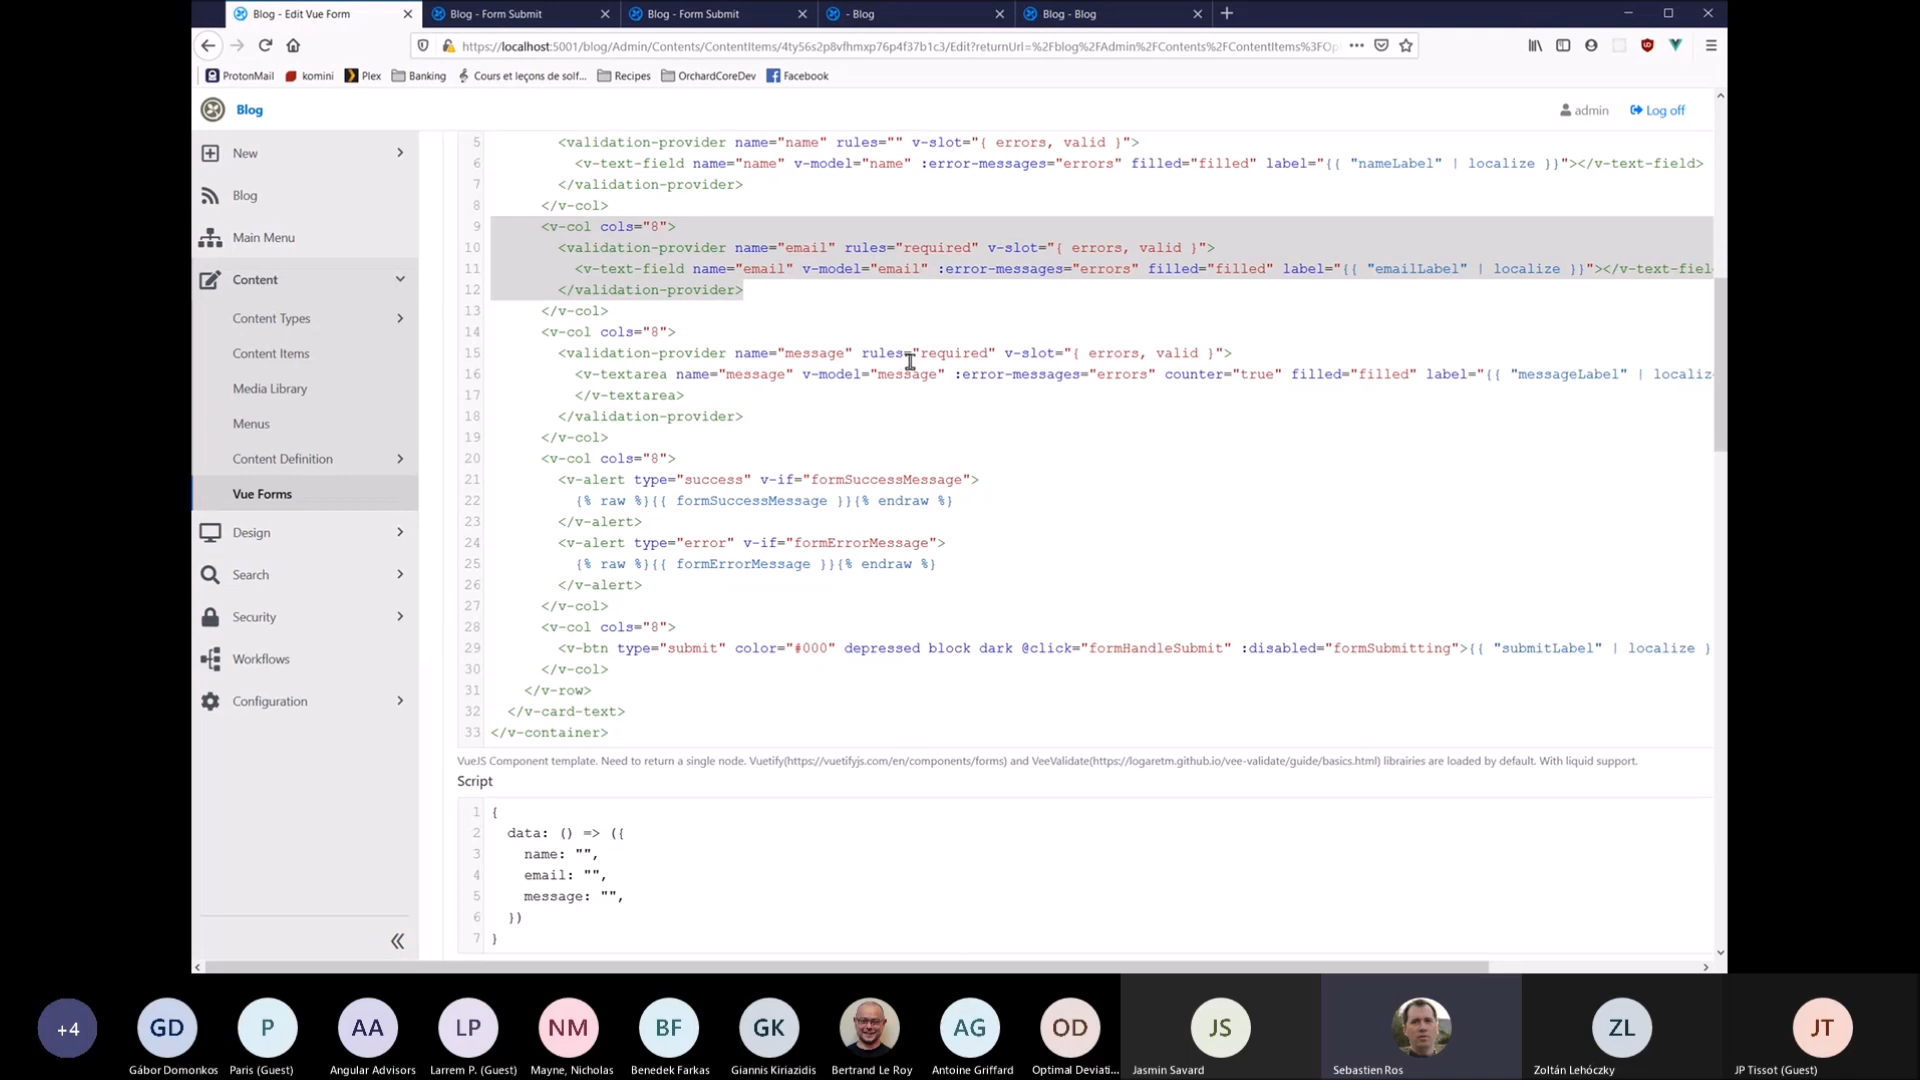 Blog - Edit Vue Form
Blog - Form Submit
Blog - Form Submit
- Blog
Blog - Blog
https://localhost:5001/blog/Admin/Contents/ContentItems/4ty56s2p8vfhmxp76p4f37b1c3/Edit?returnUrl=%2Fblog%2FAdmin%2FContents%2FContentItems%3FOp
ProtonMail
komini
Plex
Banking
Cours et leçons de solf...
Recipes
OrchardCoreDev
Facebook
Blog
admin
Log off
New
Blog
Main Menu
Content
Content Types
Content Items
Media Library
Menus
Content Definition
Vue Forms
Design
Search
Security
Workflows
Configuration
5 <validation-provider name="name" rules="" v-slot="{ errors, valid }">
6 <v-text-field name="name" v-model="name" :error-messages="errors" filled="filled" label="{{ "nameLabel" | localize }}"></v-text-field>
7 </validation-provider>
8 </v-col>
9 <v-col cols="8">
10 <validation-provider name="email" rules="required" v-slot="{ errors, valid }">
11 <v-text-field name="email" v-model="email" :error-messages="errors" filled="filled" label="{{ "emailLabel" | localize }}"></v-text-fiel
12 </validation-provider>
13 </v-col>
14 <v-col cols="8">
15 <validation-provider name="message" rules="required" v-slot="{ errors, valid }">
16 <v-textarea name="message" v-model="message" :error-messages="errors" counter="true" filled="filled" label="{{ "messageLabel" | localiz
17 </v-textarea>
18 </validation-provider>
19 </v-col>
20 <v-col cols="8">
21 <v-alert type="success" v-if="formSuccessMessage">
22 {% raw %}{{ formSuccessMessage }}{% endraw %}
23 </v-alert>
24 <v-alert type="error" v-if="formErrorMessage">
25 {% raw %}{{ formErrorMessage }}{% endraw %}
26 </v-alert>
27 </v-col>
28 <v-col cols="8">
29 <v-btn type="submit" color="#000" depressed block dark @click="formHandleSubmit" :disabled="formSubmitting">{{ "submitLabel" | localize }
30 </v-col>
31 </v-row>
32 </v-card-text>
33 </v-container>
VueJS Component template. Need to return a single node. Vuetify(https://vuetifyjs.com/en/components/forms) and VeeValidate(https://logaretm.github.io/vee-validate/guide/basics.html) librairies are loaded by default. With liquid support.
Script
1 {
2 data: () => ({
3 name: "",
4 email: "",
5 message: "",
6 })
7 }
+4
GD
P
AA
LP
NM
BF
GK
AG
OD
JS
ZL
JT
Gábor Domonkos
Paris (Guest)
Angular Advisors
Larrem P. (Guest)
Mayne, Nicholas
Benedek Farkas
Giannis Kiriazidis
Bertrand Le Roy
Antoine Griffard
Optimal Deviati...
Jasmin Savard
Sebastien Ros
Zoltán Lehóczky
JP Tissot (Guest)